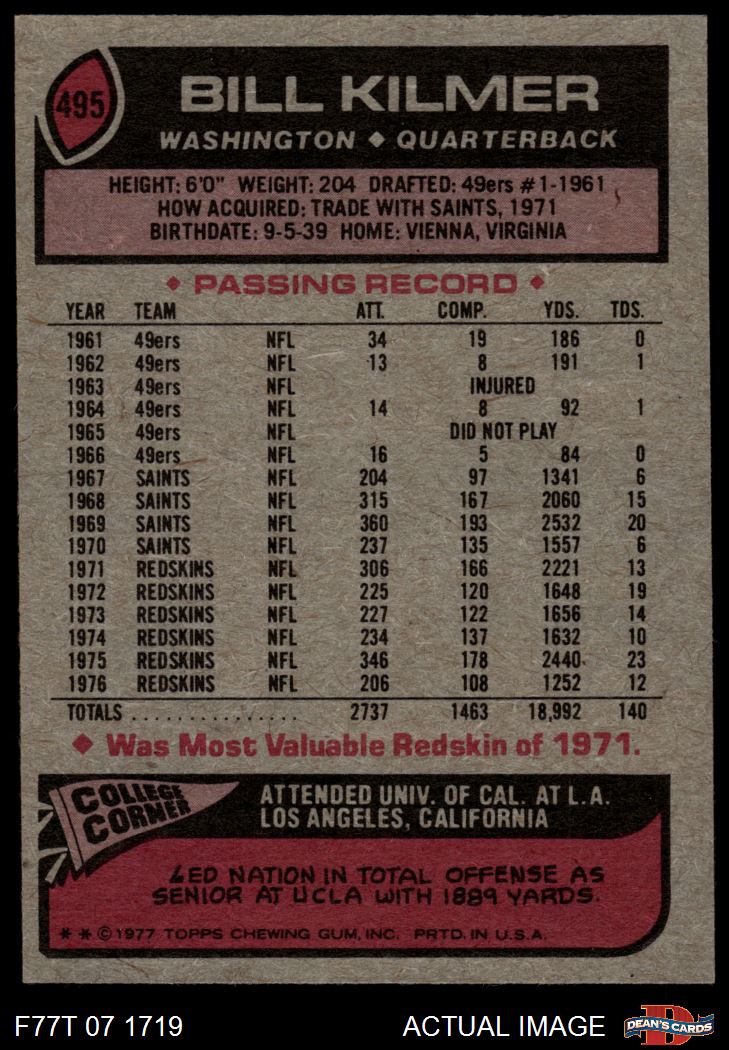 495
BILL KILMER
WASHINGTON ◆ QUARTERBACK
HEIGHT: 6'0" WEIGHT: 204 DRAFTED: 49ers #1-1961
HOW ACQUIRED: TRADE WITH SAINTS, 1971
BIRTHDATE: 9-5-39 HOME: VIENNA, VIRGINIA
◆ PASSING RECORD ◆
YEAR TEAM ATT. COMP. YDS. TDS.
1961 49ers NFL 34 19 186 0
1962 49ers NFL 13 8 191 1
1963 49ers NFL INJURED
1964 49ers NFL 14 8 92 1
1965 49ers NFL DID NOT PLAY
1966 49ers NFL 16 5 84 0
1967 SAINTS NFL 204 97 1341 6
1968 SAINTS NFL 315 167 2060 15
1969 SAINTS NFL 360 193 2532 20
1970 SAINTS NFL 237 135 1557 6
1971 REDSKINS NFL 306 166 2221 13
1972 REDSKINS NFL 225 120 1648 19
1973 REDSKINS NFL 227 122 1656 14
1974 REDSKINS NFL 234 137 1632 10
1975 REDSKINS NFL 346 178 2440 23
1976 REDSKINS NFL 206 108 1252 12
TOTALS ............... 2737 1463 18,992 140
◆ Was Most Valuable Redskin of 1971.
COLLEGE
CORNER
ATTENDED UNIV. OF CAL. AT L.A.
LOS ANGELES, CALIFORNIA
LED NATION IN TOTAL OFFENSE AS
SENIOR AT UCLA WITH 1889 YARDS.
* * ©1977 TOPPS CHEWING GUM, INC. PRTD. IN U.S.A.
F77T 07 1719 ACTUAL IMAGE
D
DEAN'S CARDS